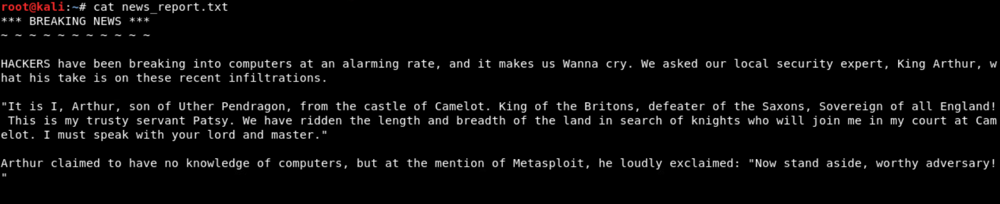 root@kali:~# cat news_report.txt
*** BREAKING NEWS ***
~ ~ ~ ~ ~ ~ ~ ~ ~ ~ ~
HACKERS have been breaking into computers at an alarming rate, and it makes us Wanna cry. We asked our local security expert, King Arthur, w
hat his take is on these recent infiltrations.
"It is I, Arthur, son of Uther Pendragon, from the castle of Camelot. King of the Britons, defeater of the Saxons, Sovereign of all England!
 This is my trusty servant Patsy. We have ridden the length and breadth of the land in search of knights who will join me in my court at Cam
elot. I must speak with your lord and master."
Arthur claimed to have no knowledge of computers, but at the mention of Metasploit, he loudly exclaimed: "Now stand aside, worthy adversary!
"